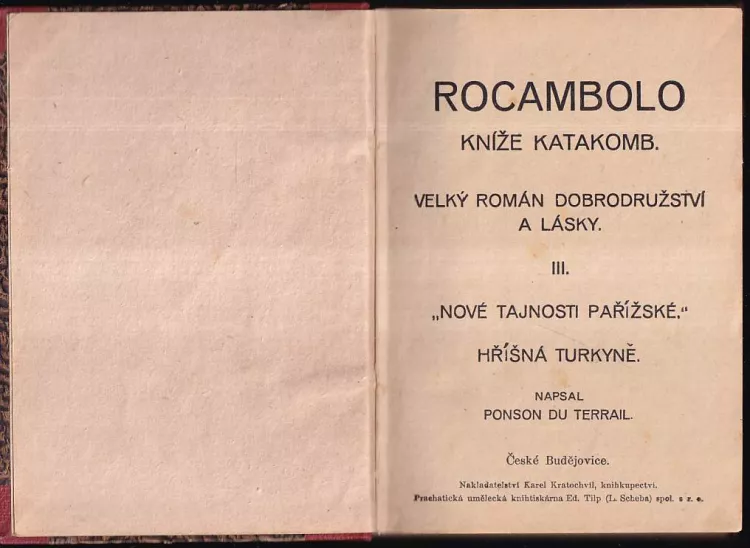 ROCAMBOLO
KNÍŽE KATAKOMB.
VELKÝ ROMÁN DOBRODRUŽSTVÍ
A LÁSKY.
III.
„NOVÉ TAJNOSTI PAŘÍŽSKÉ.“
HŘÍŠNÁ TURKYNĚ.
NAPSAL
PONSON DU TERRAIL.
České Budějovice.
Nakladatelství Karel Kratochvíl, knihkupectví.
Prachatická umělecká knihtiskárna Ed. Tilp (L. Scheba) spol. s r. o.